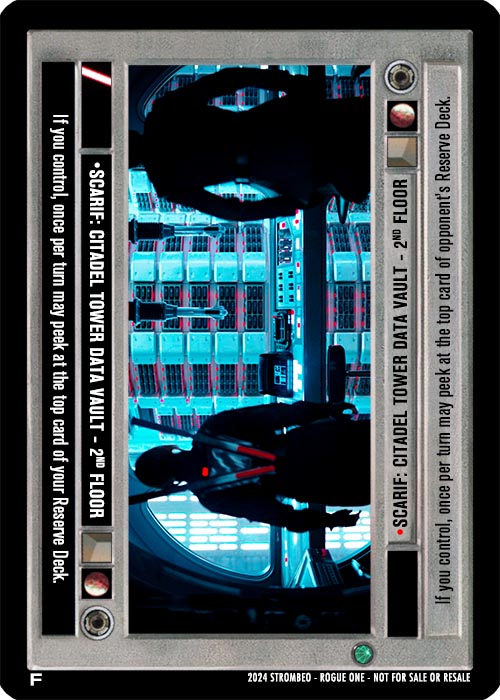 •SCARIF: CITADEL TOWER DATA VAULT - 2ND FLOOR
If you control, once per turn may peek at the top card of your Reserve Deck.
•SCARIF: CITADEL TOWER DATA VAULT - 2ND FLOOR
If you control, once per turn may peek at the top card of opponent's Reserve Deck.
F
2024 STROMBEO - ROGUE ONE - NOT FOR SALE OR RESALE